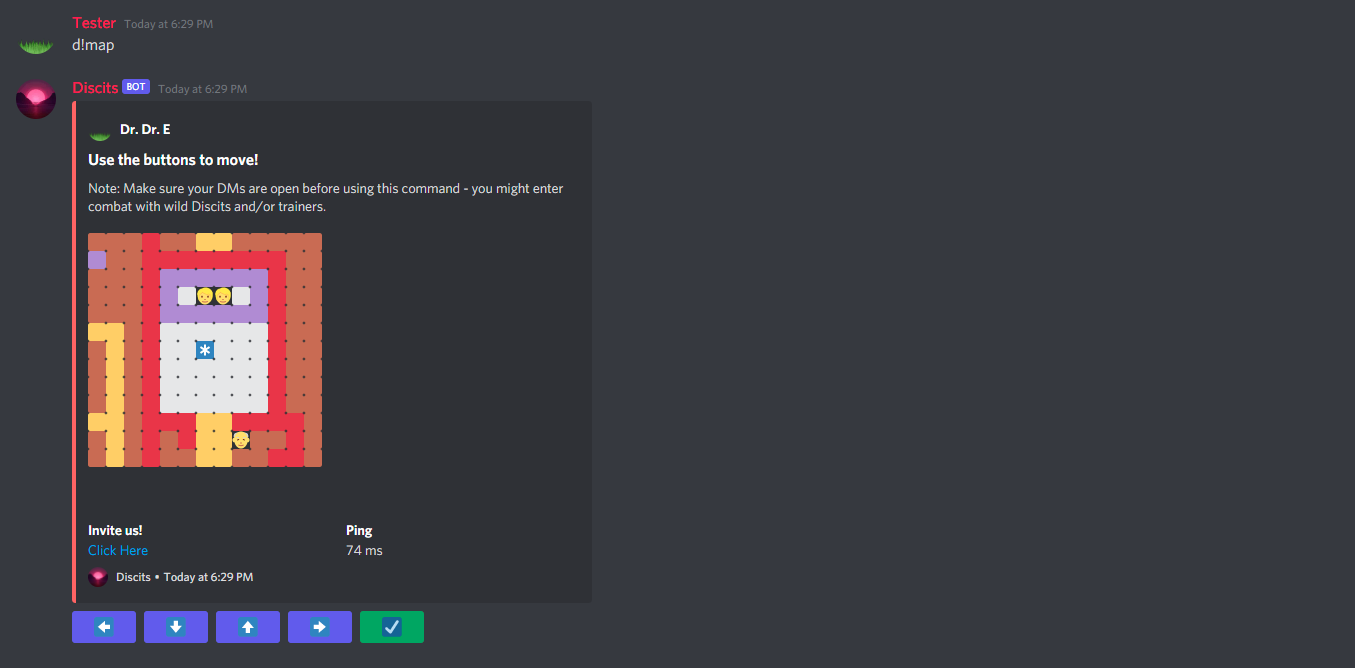 Tester Today at 6:29 PM
d!map
Discits BOT Today at 6:29 PM
Dr. Dr. E
Use the buttons to move!
Note: Make sure your DMs are open before using this command - you might enter
combat with wild Discits and/or trainers.
Invite us! Ping
Click Here 74 ms
Discits • Today at 6:29 PM